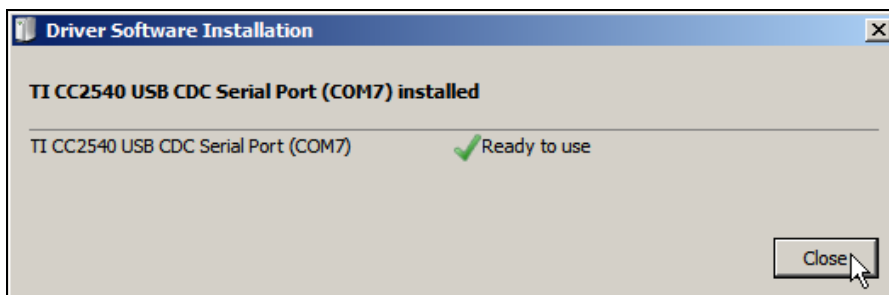 Driver Software Installation
TI CC2540 USB CDC Serial Port (COM7) installed
TI CC2540 USB CDC Serial Port (COM7) Ready to use
Close